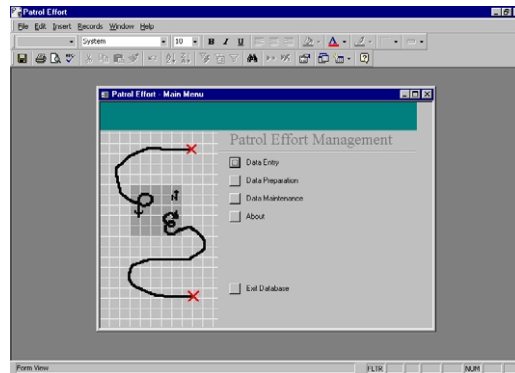 Patrol Effort
File Edit Insert Records Window Help
System 10 B I U
Patrol Effort - Main Menu
Patrol Effort Management
Data Entry
Data Preparation
Data Maintenance
About
N
Exit Database
Form View FLTR NUM